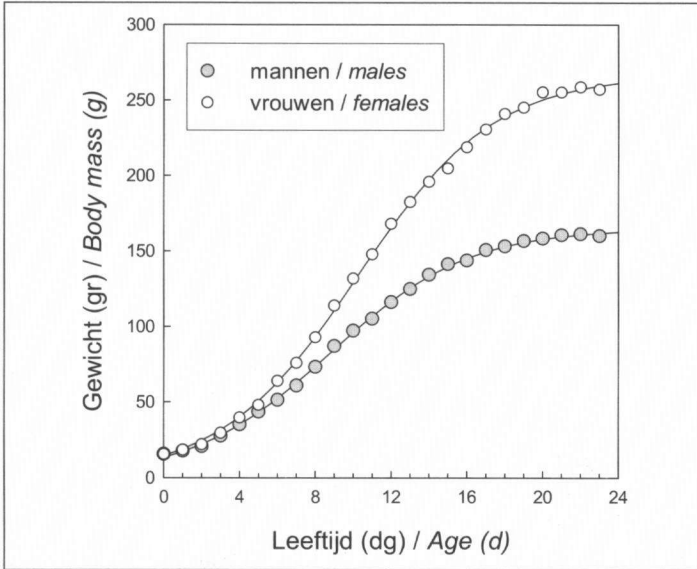 300
250
200
150
100
50
0
Gewicht (gr) / Body mass (g)
mannen / males
vrouwen / females
0 4 8 12 16 20 24
Leeftijd (dg) / Age (d)